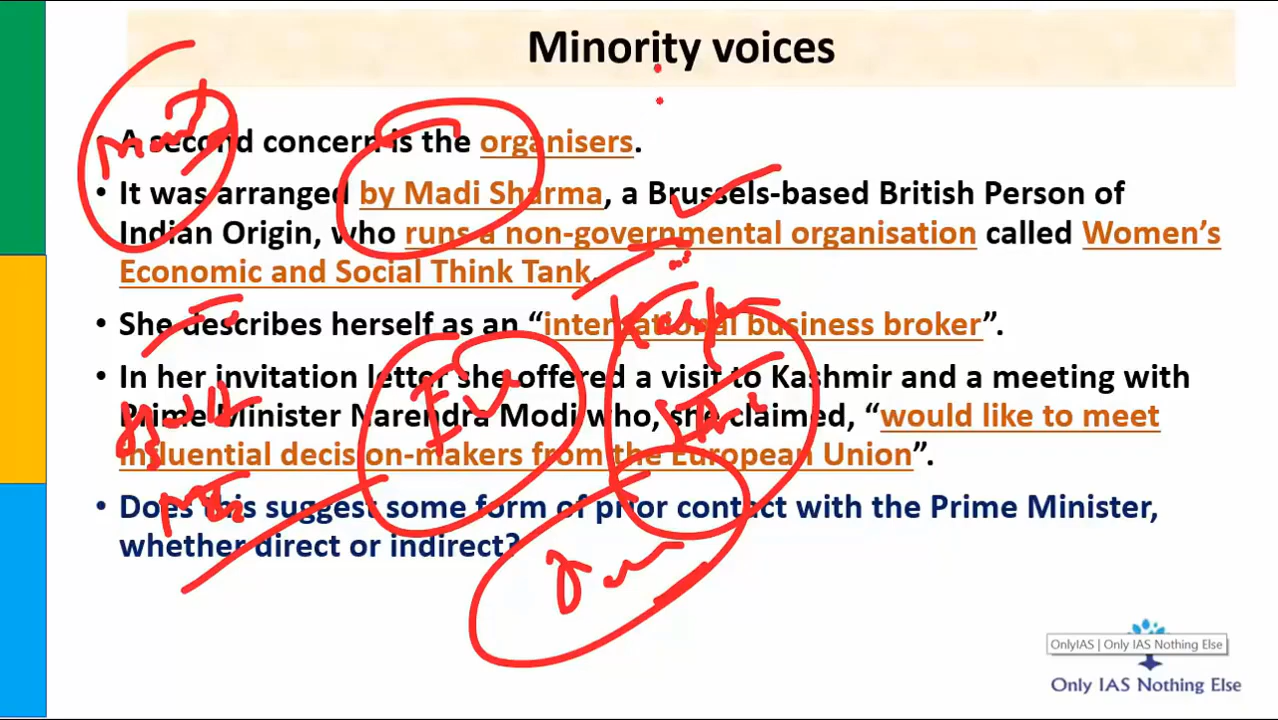 Minority voices
• A second concern is the organisers.
• It was arranged by Madi Sharma, a Brussels-based British Person of
Indian Origin, who runs a non-governmental organisation called Women's
Economic and Social Think Tank.
• She describes herself as an “international business broker”.
• In her invitation letter she offered a visit to Kashmir and a meeting with
Prime Minister Narendra Modi who, she claimed, “would like to meet
influential decision-makers from the European Union”.
• Does this suggest some form of prior contact with the Prime Minister,
whether direct or indirect?
OnlyIAS | Only IAS Nothing Else
Only IAS Nothing Else